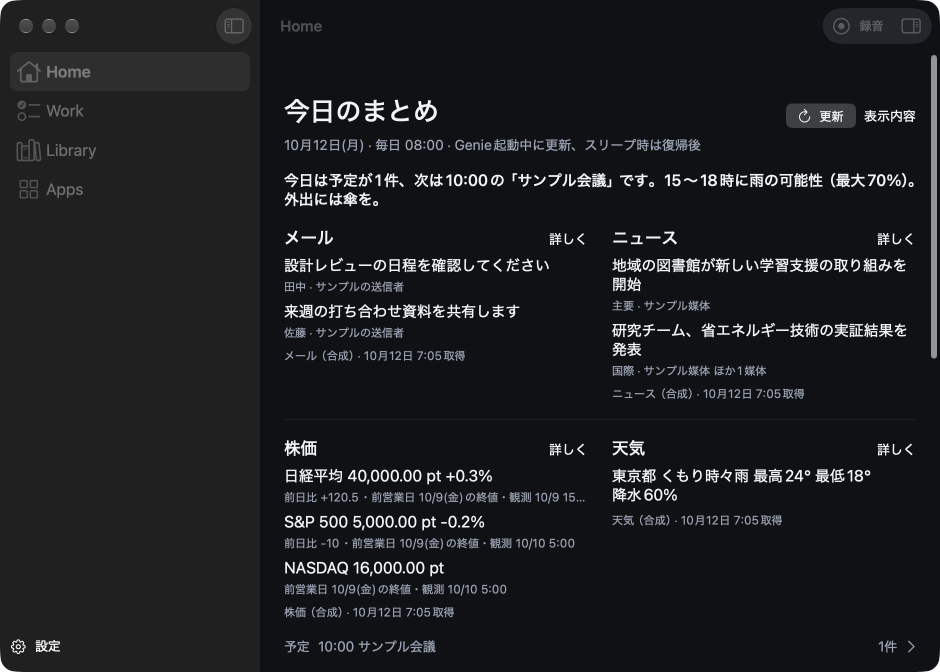 Home
録音
Home
Work
Library
Apps
設定
今日のまとめ
更新
表示内容
10月12日(月) · 毎日 08:00 · Genie起動中に更新、スリープ時は復帰後
今日は予定が1件、次は10:00の「サンプル会議」です。15〜18時に雨の可能性（最大70%）。
外出には傘を。
メール
詳しく
設計レビューの日程を確認してください
田中 · サンプルの送信者
来週の打ち合わせ資料を共有します
佐藤 · サンプルの送信者
メール（合成）· 10月12日 7:05取得
ニュース
詳しく
地域の図書館が新しい学習支援の取り組みを
開始
主要 · サンプル媒体
研究チーム、省エネルギー技術の実証結果を
発表
国際 · サンプル媒体 ほか1媒体
ニュース（合成）· 10月12日 7:05取得
株価
詳しく
日経平均 40,000.00 pt +0.3%
前日比 +120.5 ・前営業日 10/9(金)の終値・観測 10/9 15...
S&P 500 5,000.00 pt -0.2%
前日比 -10 ・前営業日 10/9(金)の終値・観測 10/10 5:00
NASDAQ 16,000.00 pt
前営業日 10/9(金)の終値・観測 10/10 5:00
株価（合成）· 10月12日 7:05取得
天気
詳しく
東京都 くもり時々雨 最高24° 最低18°
降水60%
天気（合成）· 10月12日 7:05取得
予定 10:00 サンプル会議
1件